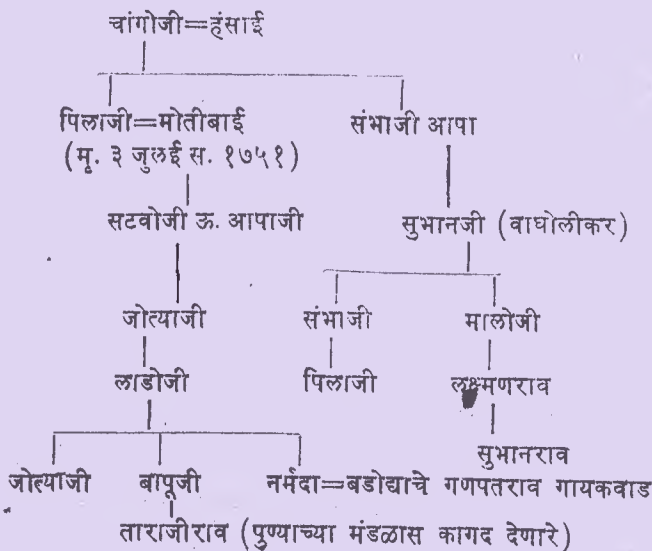 चांगोजी=हंसाई
पिलाजी=मोतीबाई संभाजी आपा
(मृ. ३ जुलई स. १७५१)
सटवोजी ऊ. आपाजी सुभानजी (वाघोलीकर)
जोत्याजी संभाजी मालोजी
लाडोजी पिलाजी लक्ष्मणराव
सुभानराव
जोत्याजी बापूजी नर्मदा=बडोद्याचे गणपतराव गायकवाड
ताराजीराव (पुण्याच्या मंडळास कागद देणारे)